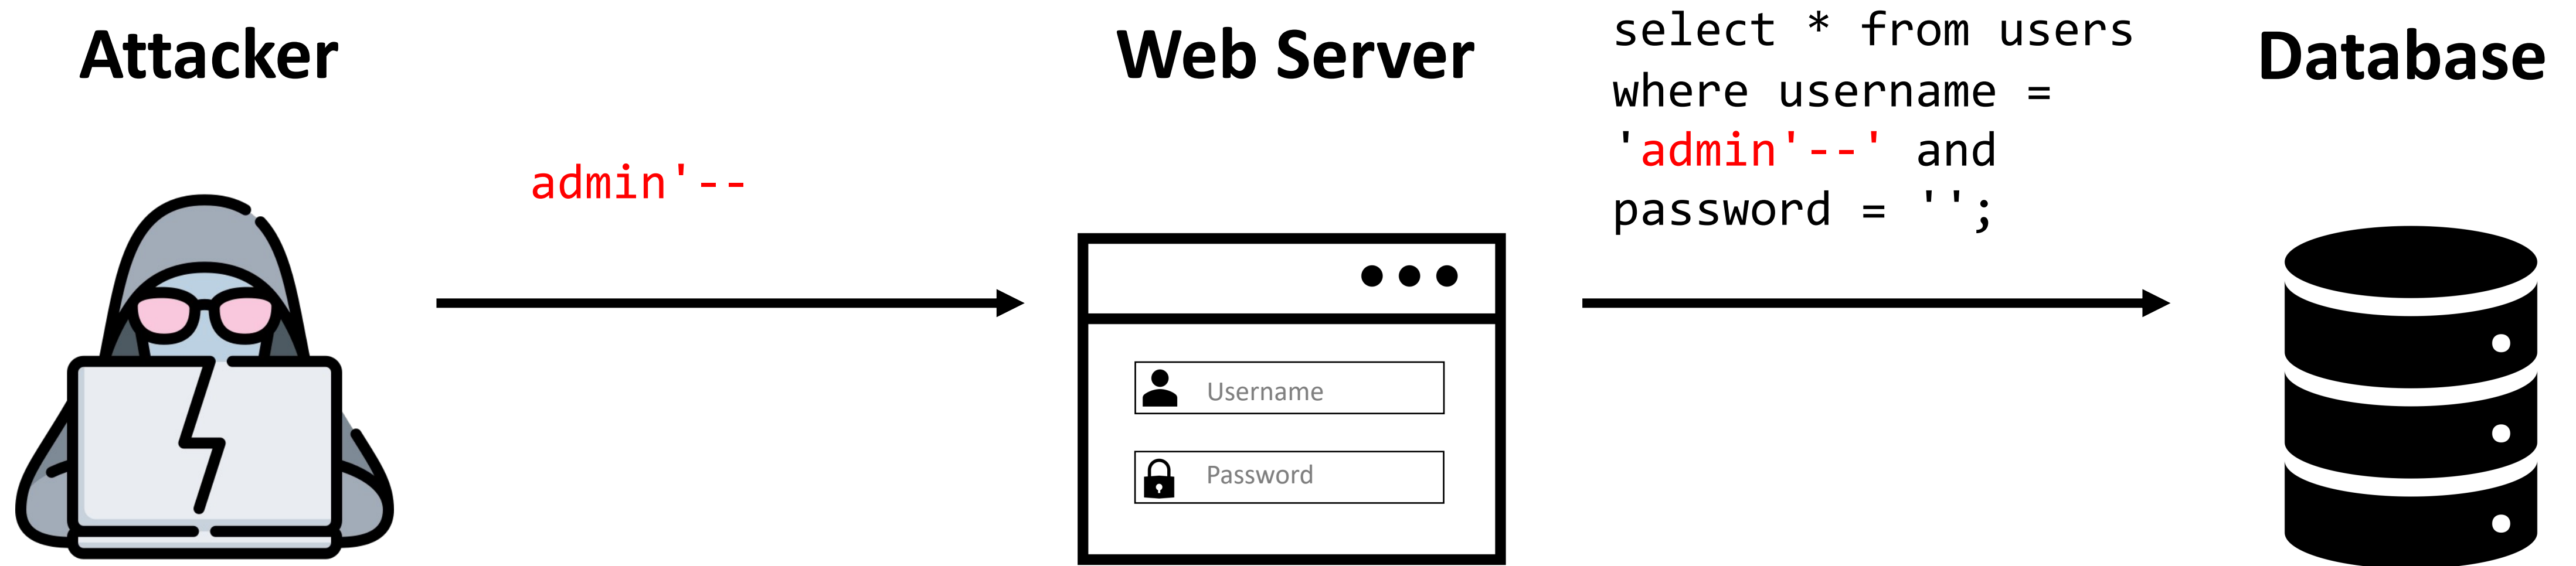 Attacker
admin'--
Web Server
Username
Password
select * from users
where username =
'admin'--' and
password = '';
Database